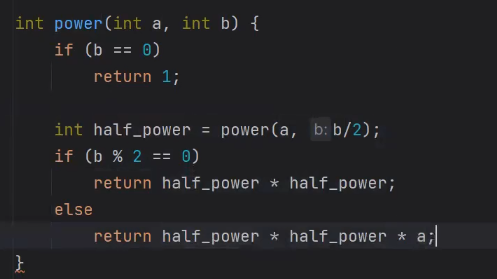 int power(int a, int b) {
    if (b == 0)
        return 1;

    int half_power = power(a, b: b/2);
    if (b % 2 == 0)
        return half_power * half_power;
    else
        return half_power * half_power * a;
}